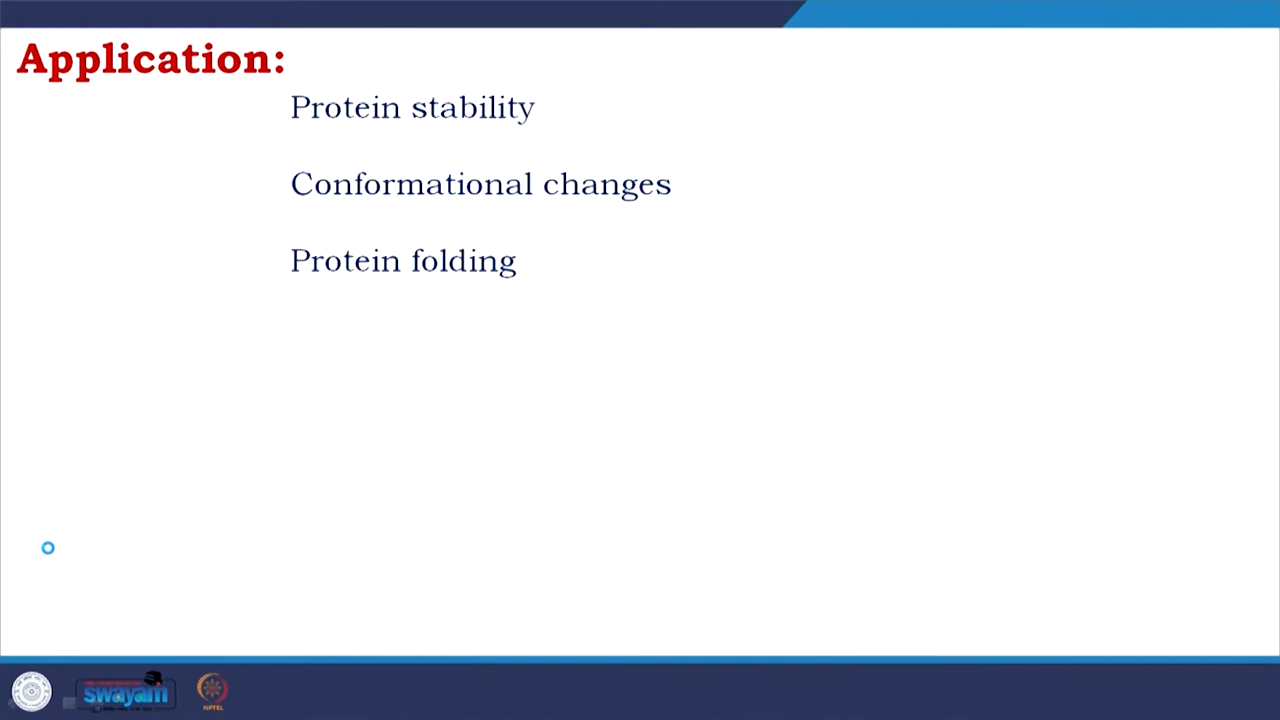 Application:
Protein stability
Conformational changes
Protein folding
swayam
NPTEL